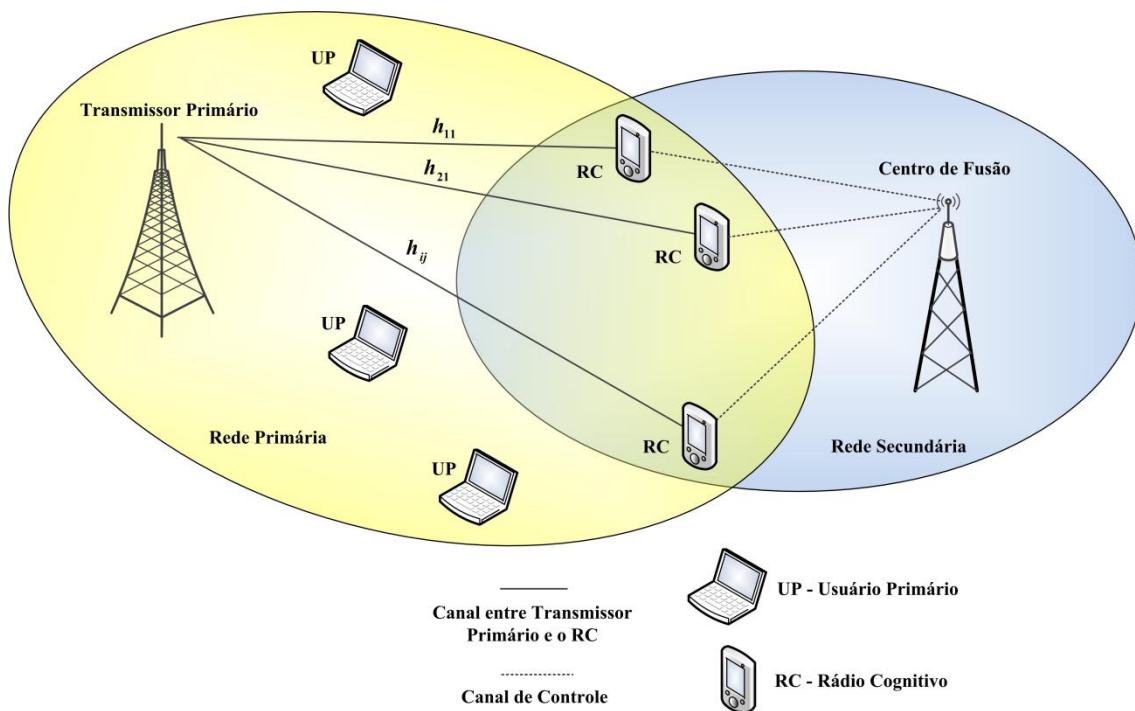 UP
Transmissor Primário
h11
RC
Centro de Fusão
h21
RC
hij
UP
Rede Primária
RC
Rede Secundária
UP
Canal entre Transmissor
Primário e o RC
UP - Usuário Primário
Canal de Controle
RC - Rádio Cognitivo